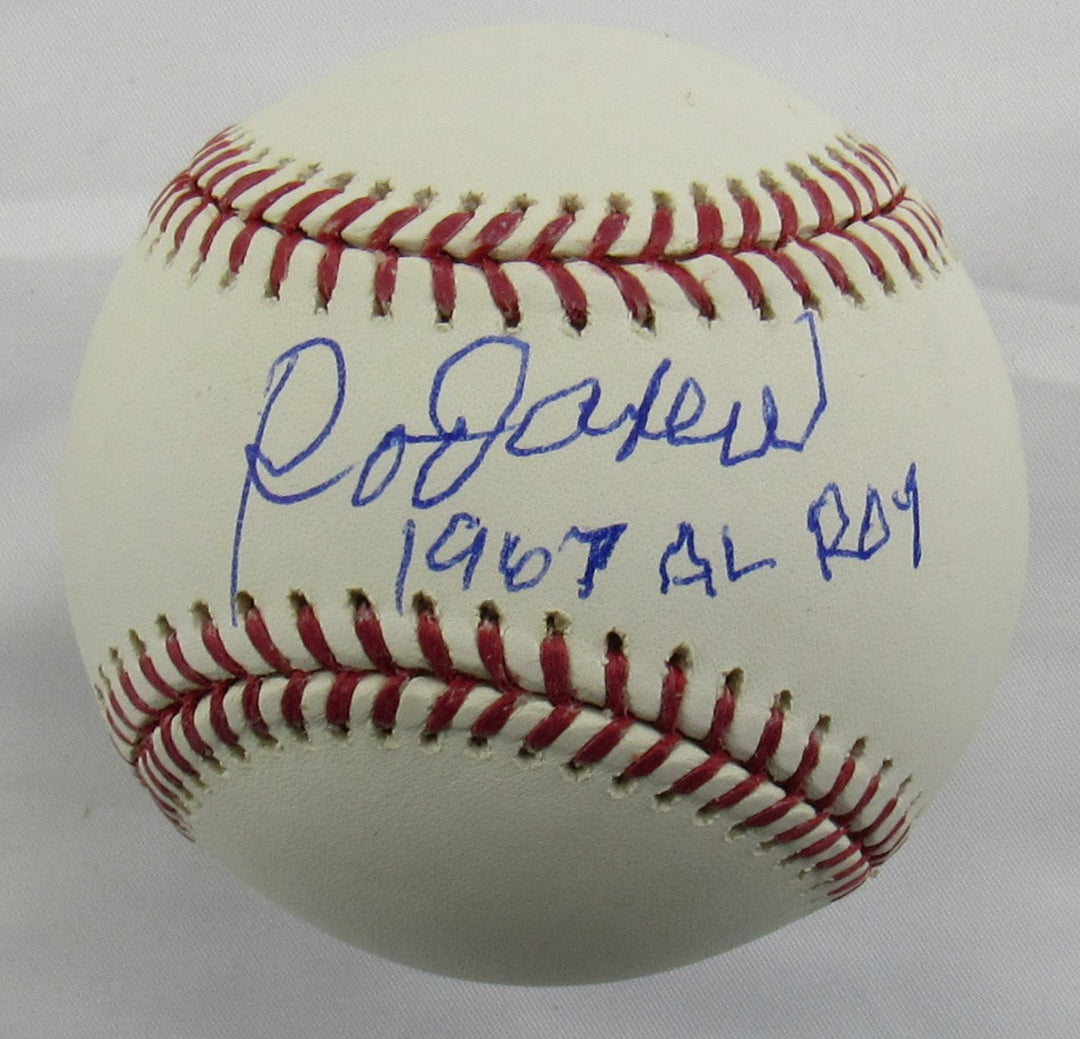 Rod Carew
1967 AL ROY